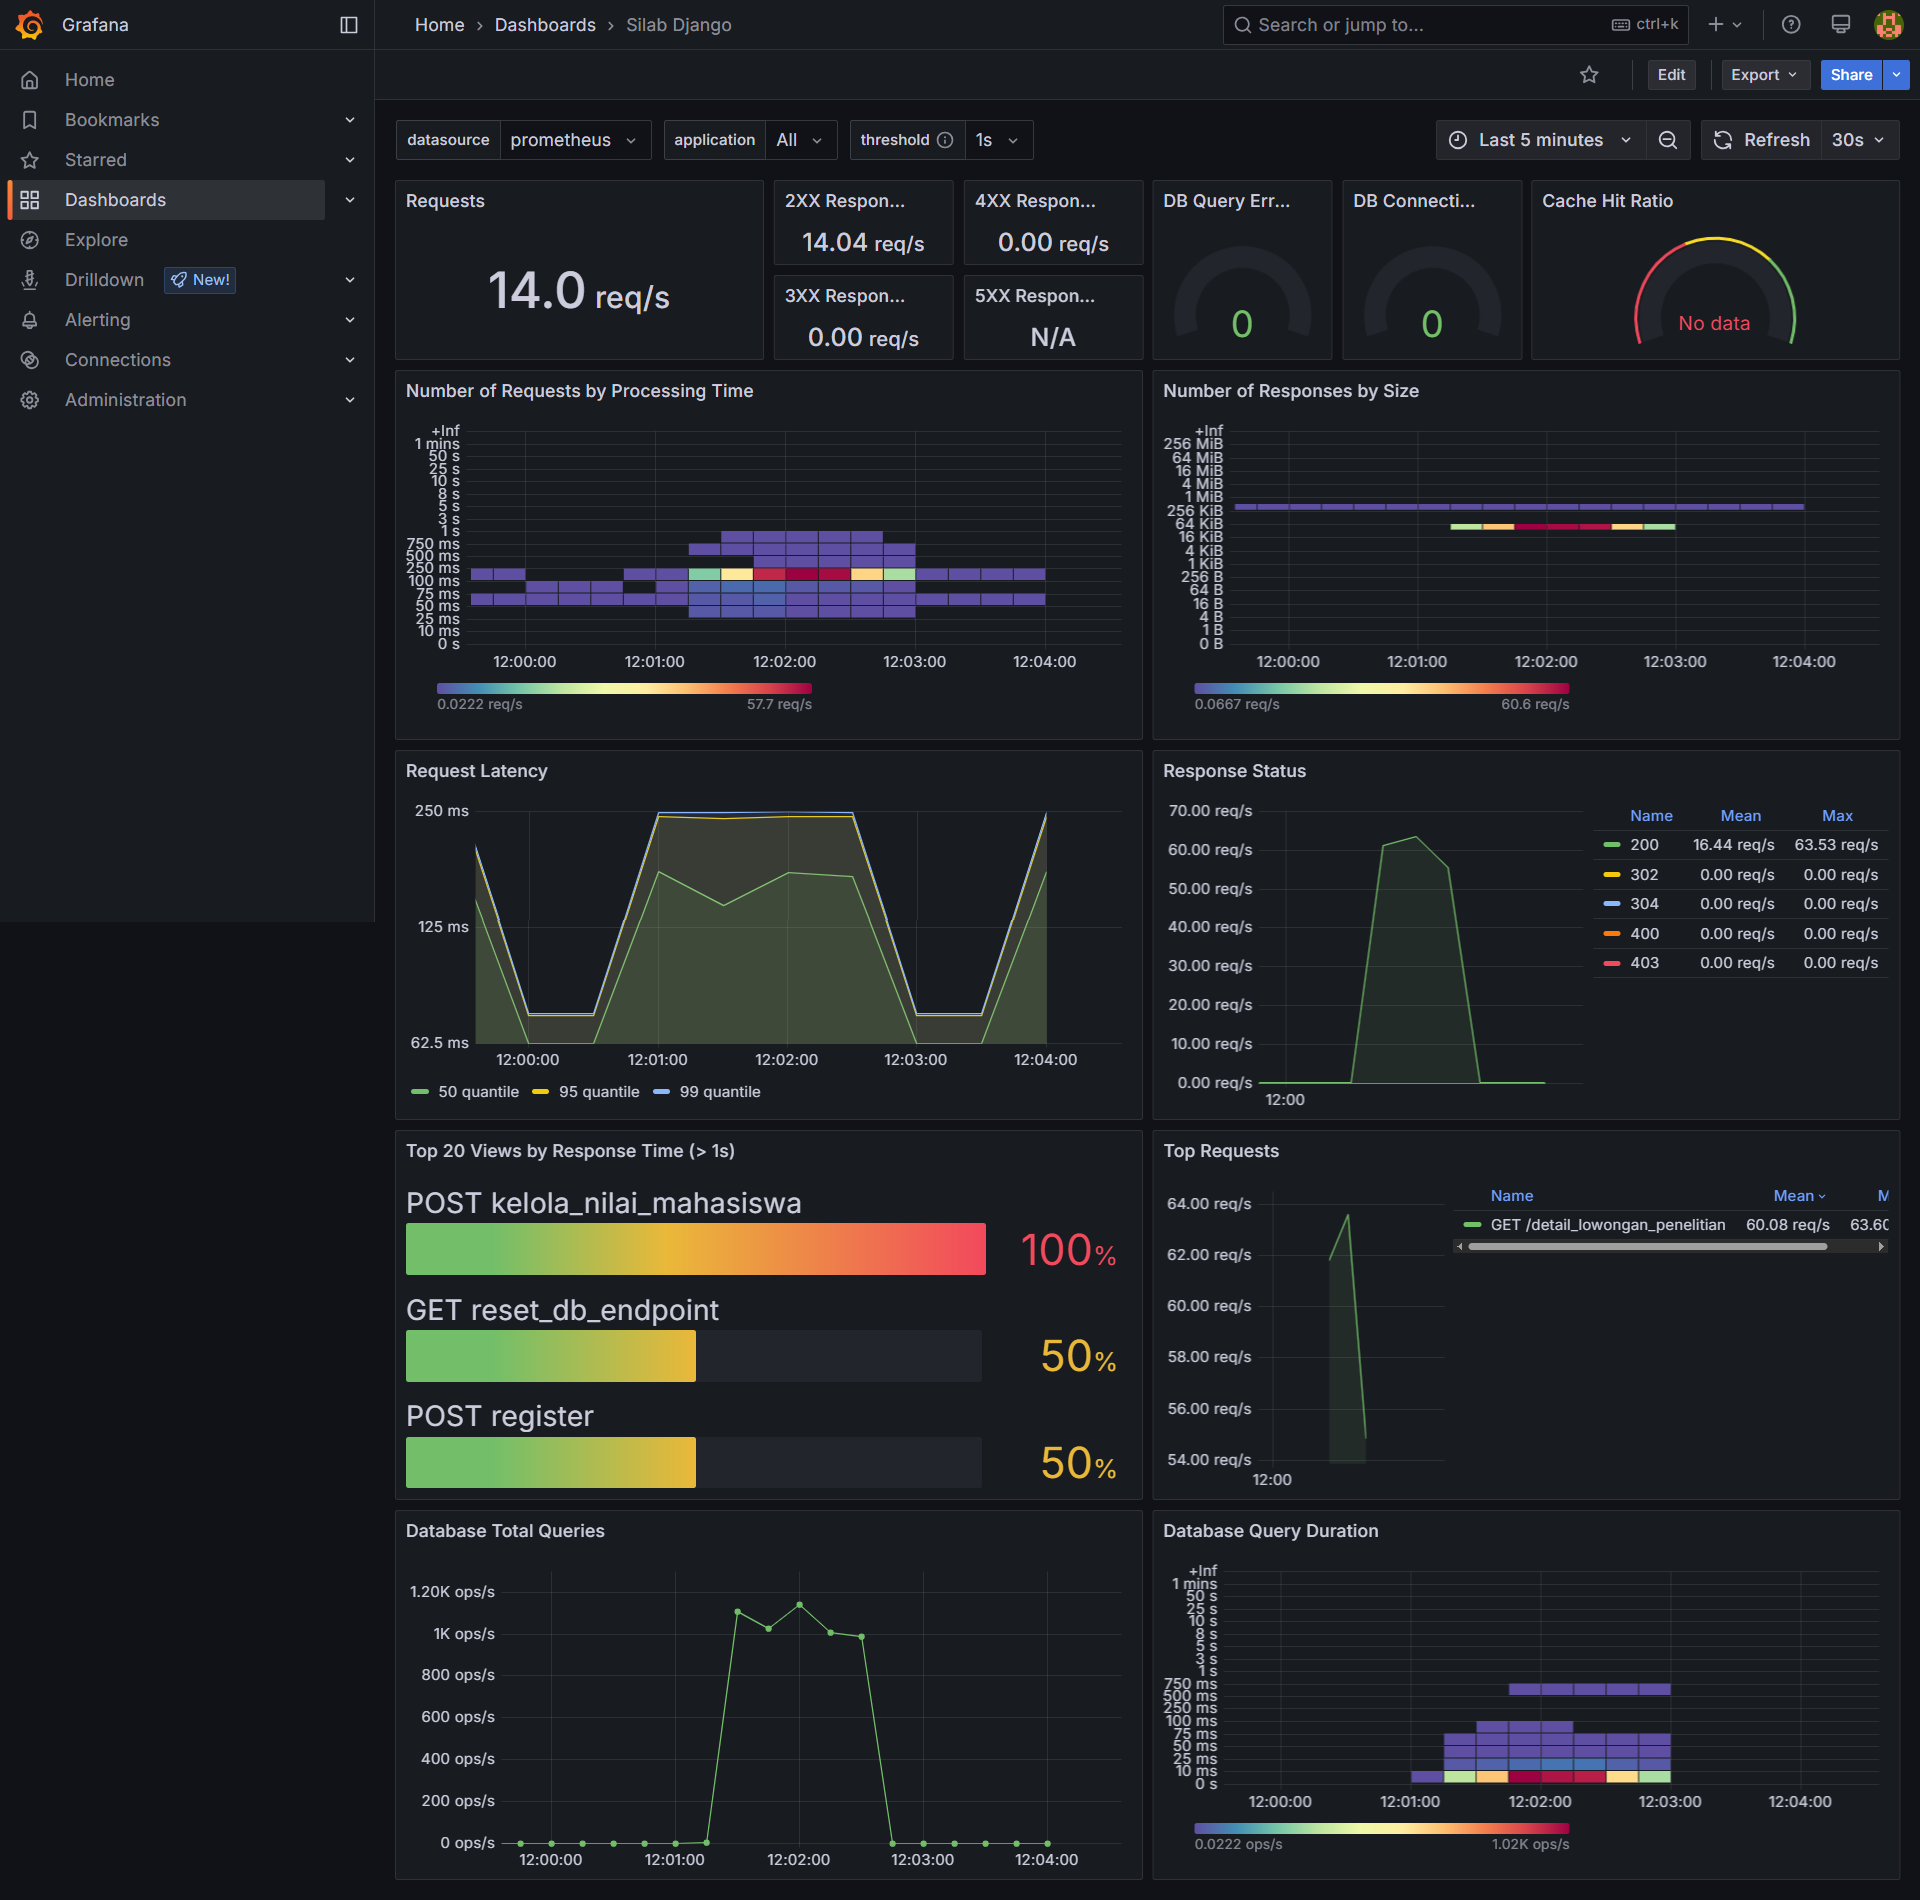 Grafana
Home › Dashboards › Silab Django
Search or jump to...
ctrl+k
Home
Bookmarks
Starred
Dashboards
Explore
Drilldown New!
Alerting
Connections
Administration
Edit
Export
Share
datasource prometheus
application All
threshold 1s
Last 5 minutes
Refresh 30s
Requests
14.0 req/s
2XX Respon...
14.04 req/s
4XX Respon...
0.00 req/s
3XX Respon...
0.00 req/s
5XX Respon...
N/A
DB Query Err...
0
DB Connecti...
0
Cache Hit Ratio
No data
Number of Requests by Processing Time
+Inf
1 mins
50 s
25 s
10 s
8 s
5 s
3 s
1 s
750 ms
500 ms
250 ms
100 ms
75 ms
50 ms
25 ms
10 ms
0 s
12:00:00 12:01:00 12:02:00 12:03:00 12:04:00
0.0222 req/s 57.7 req/s
Number of Responses by Size
+Inf
256 MiB
64 MiB
16 MiB
4 MiB
1 MiB
256 KiB
64 KiB
16 KiB
4 KiB
1 KiB
256 B
64 B
16 B
4 B
1 B
0 B
12:00:00 12:01:00 12:02:00 12:03:00 12:04:00
0.0667 req/s 60.6 req/s
Request Latency
250 ms
125 ms
62.5 ms
12:00:00 12:01:00 12:02:00 12:03:00 12:04:00
50 quantile 95 quantile 99 quantile
Response Status
70.00 req/s
60.00 req/s
50.00 req/s
40.00 req/s
30.00 req/s
20.00 req/s
10.00 req/s
0.00 req/s
12:00
Name Mean Max
200 16.44 req/s 63.53 req/s
302 0.00 req/s 0.00 req/s
304 0.00 req/s 0.00 req/s
400 0.00 req/s 0.00 req/s
403 0.00 req/s 0.00 req/s
Top 20 Views by Response Time (> 1s)
POST kelola_nilai_mahasiswa
100%
GET reset_db_endpoint
50%
POST register
50%
Top Requests
64.00 req/s
62.00 req/s
60.00 req/s
58.00 req/s
56.00 req/s
54.00 req/s
12:00
Name Mean M
GET /detail_lowongan_penelitian 60.08 req/s 63.60
Database Total Queries
1.20K ops/s
1K ops/s
800 ops/s
600 ops/s
400 ops/s
200 ops/s
0 ops/s
12:00:00 12:01:00 12:02:00 12:03:00 12:04:00
Database Query Duration
+Inf
1 mins
50 s
25 s
10 s
8 s
5 s
3 s
1 s
750 ms
500 ms
250 ms
100 ms
75 ms
50 ms
25 ms
10 ms
0 s
12:00:00 12:01:00 12:02:00 12:03:00 12:04:00
0.0222 ops/s 1.02K ops/s